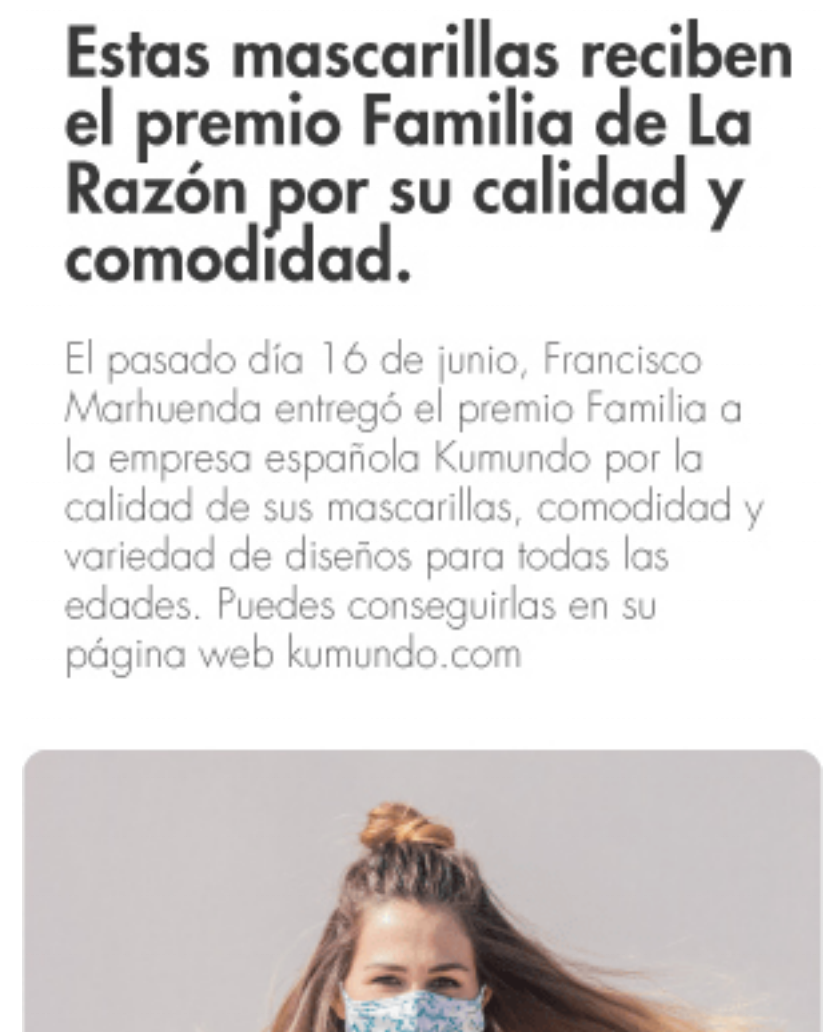 Estas mascarillas reciben
el premio Familia de La
Razón por su calidad y
comodidad.
El pasado día 16 de junio, Francisco
Marhuenda entregó el premio Familia a
la empresa española Kumundo por la
calidad de sus mascarillas, comodidad y
variedad de diseños para todas las
edades. Puedes conseguirlas en su
página web kumundo.com